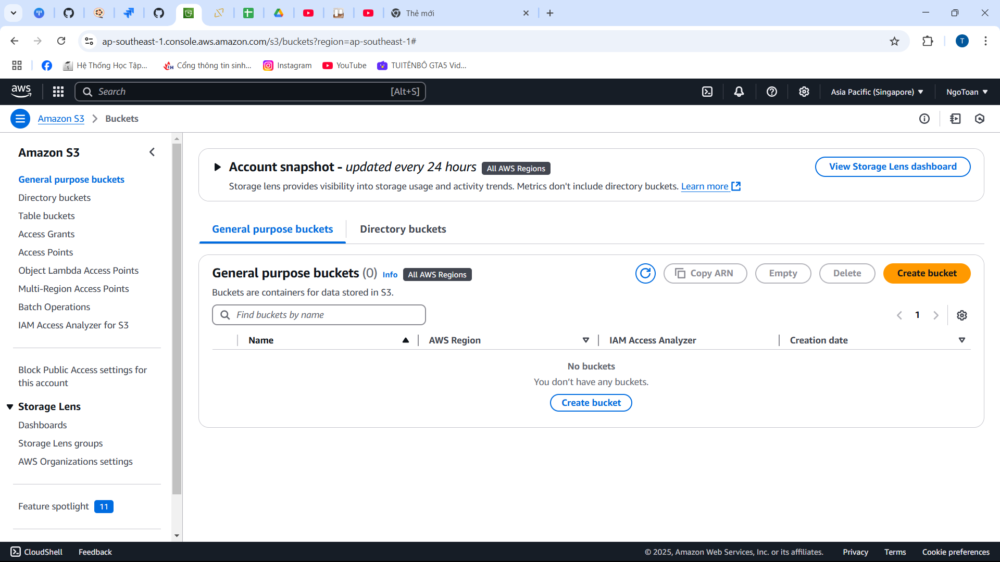 Thẻ mới
ap-southeast-1.console.aws.amazon.com/s3/buckets?region=ap-southeast-1#
T
Hệ Thống Học Tập...
Cổng thông tin sinh...
Instagram
YouTube
TUITÊNBÔ GTA5 Vid...
aws
Search
[Alt+S]
Asia Pacific (Singapore)
NgoToan
Amazon S3
Buckets
Amazon S3
General purpose buckets
Directory buckets
Table buckets
Access Grants
Access Points
Object Lambda Access Points
Multi-Region Access Points
Batch Operations
IAM Access Analyzer for S3
Block Public Access settings for
this account
Storage Lens
Dashboards
Storage Lens groups
AWS Organizations settings
Feature spotlight 11
Account snapshot - updated every 24 hours All AWS Regions
View Storage Lens dashboard
Storage lens provides visibility into storage usage and activity trends. Metrics don't include directory buckets. Learn more
General purpose buckets
Directory buckets
General purpose buckets (0) Info All AWS Regions
Copy ARN
Empty
Delete
Create bucket
Buckets are containers for data stored in S3.
Find buckets by name
1
Name
AWS Region
IAM Access Analyzer
Creation date
No buckets
You don’t have any buckets.
Create bucket
CloudShell
Feedback
© 2025, Amazon Web Services, Inc. or its affiliates.
Privacy
Terms
Cookie preferences